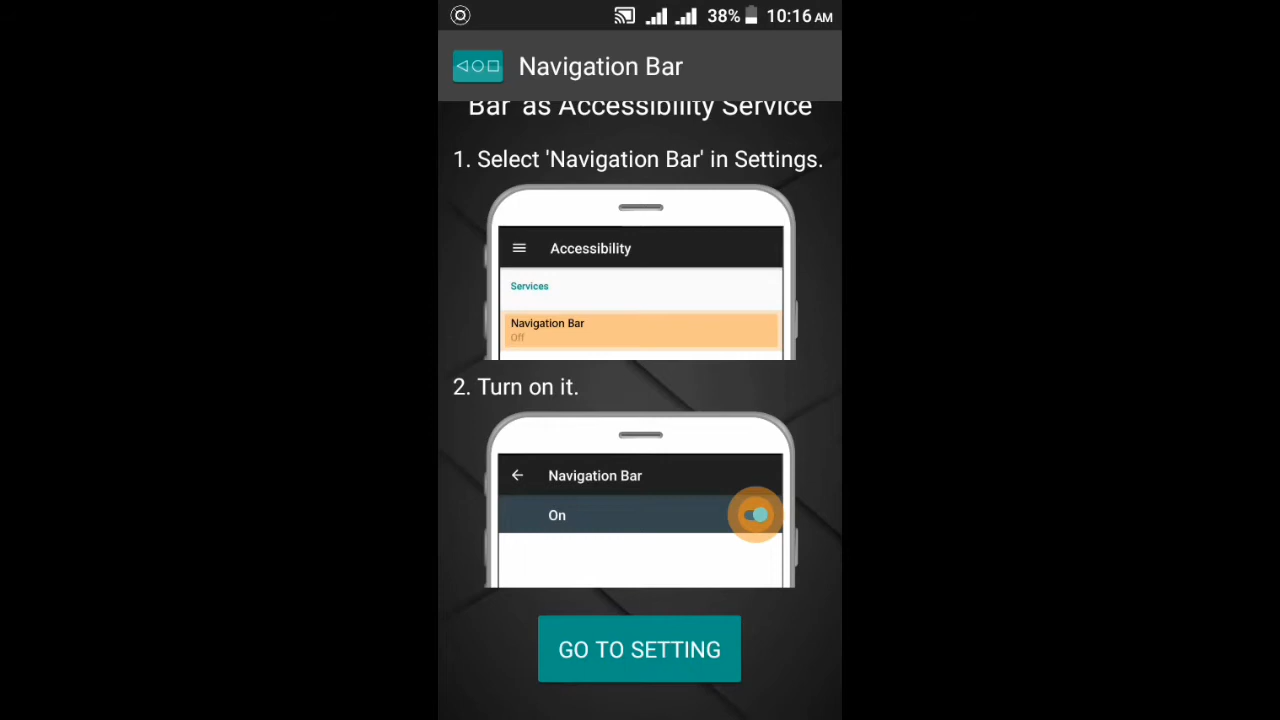 38% 10:16 AM
Navigation Bar
Bar' as Accessibility Service
1. Select 'Navigation Bar' in Settings.
Accessibility
Services
Navigation Bar
Off
2. Turn on it.
Navigation Bar
On
GO TO SETTING